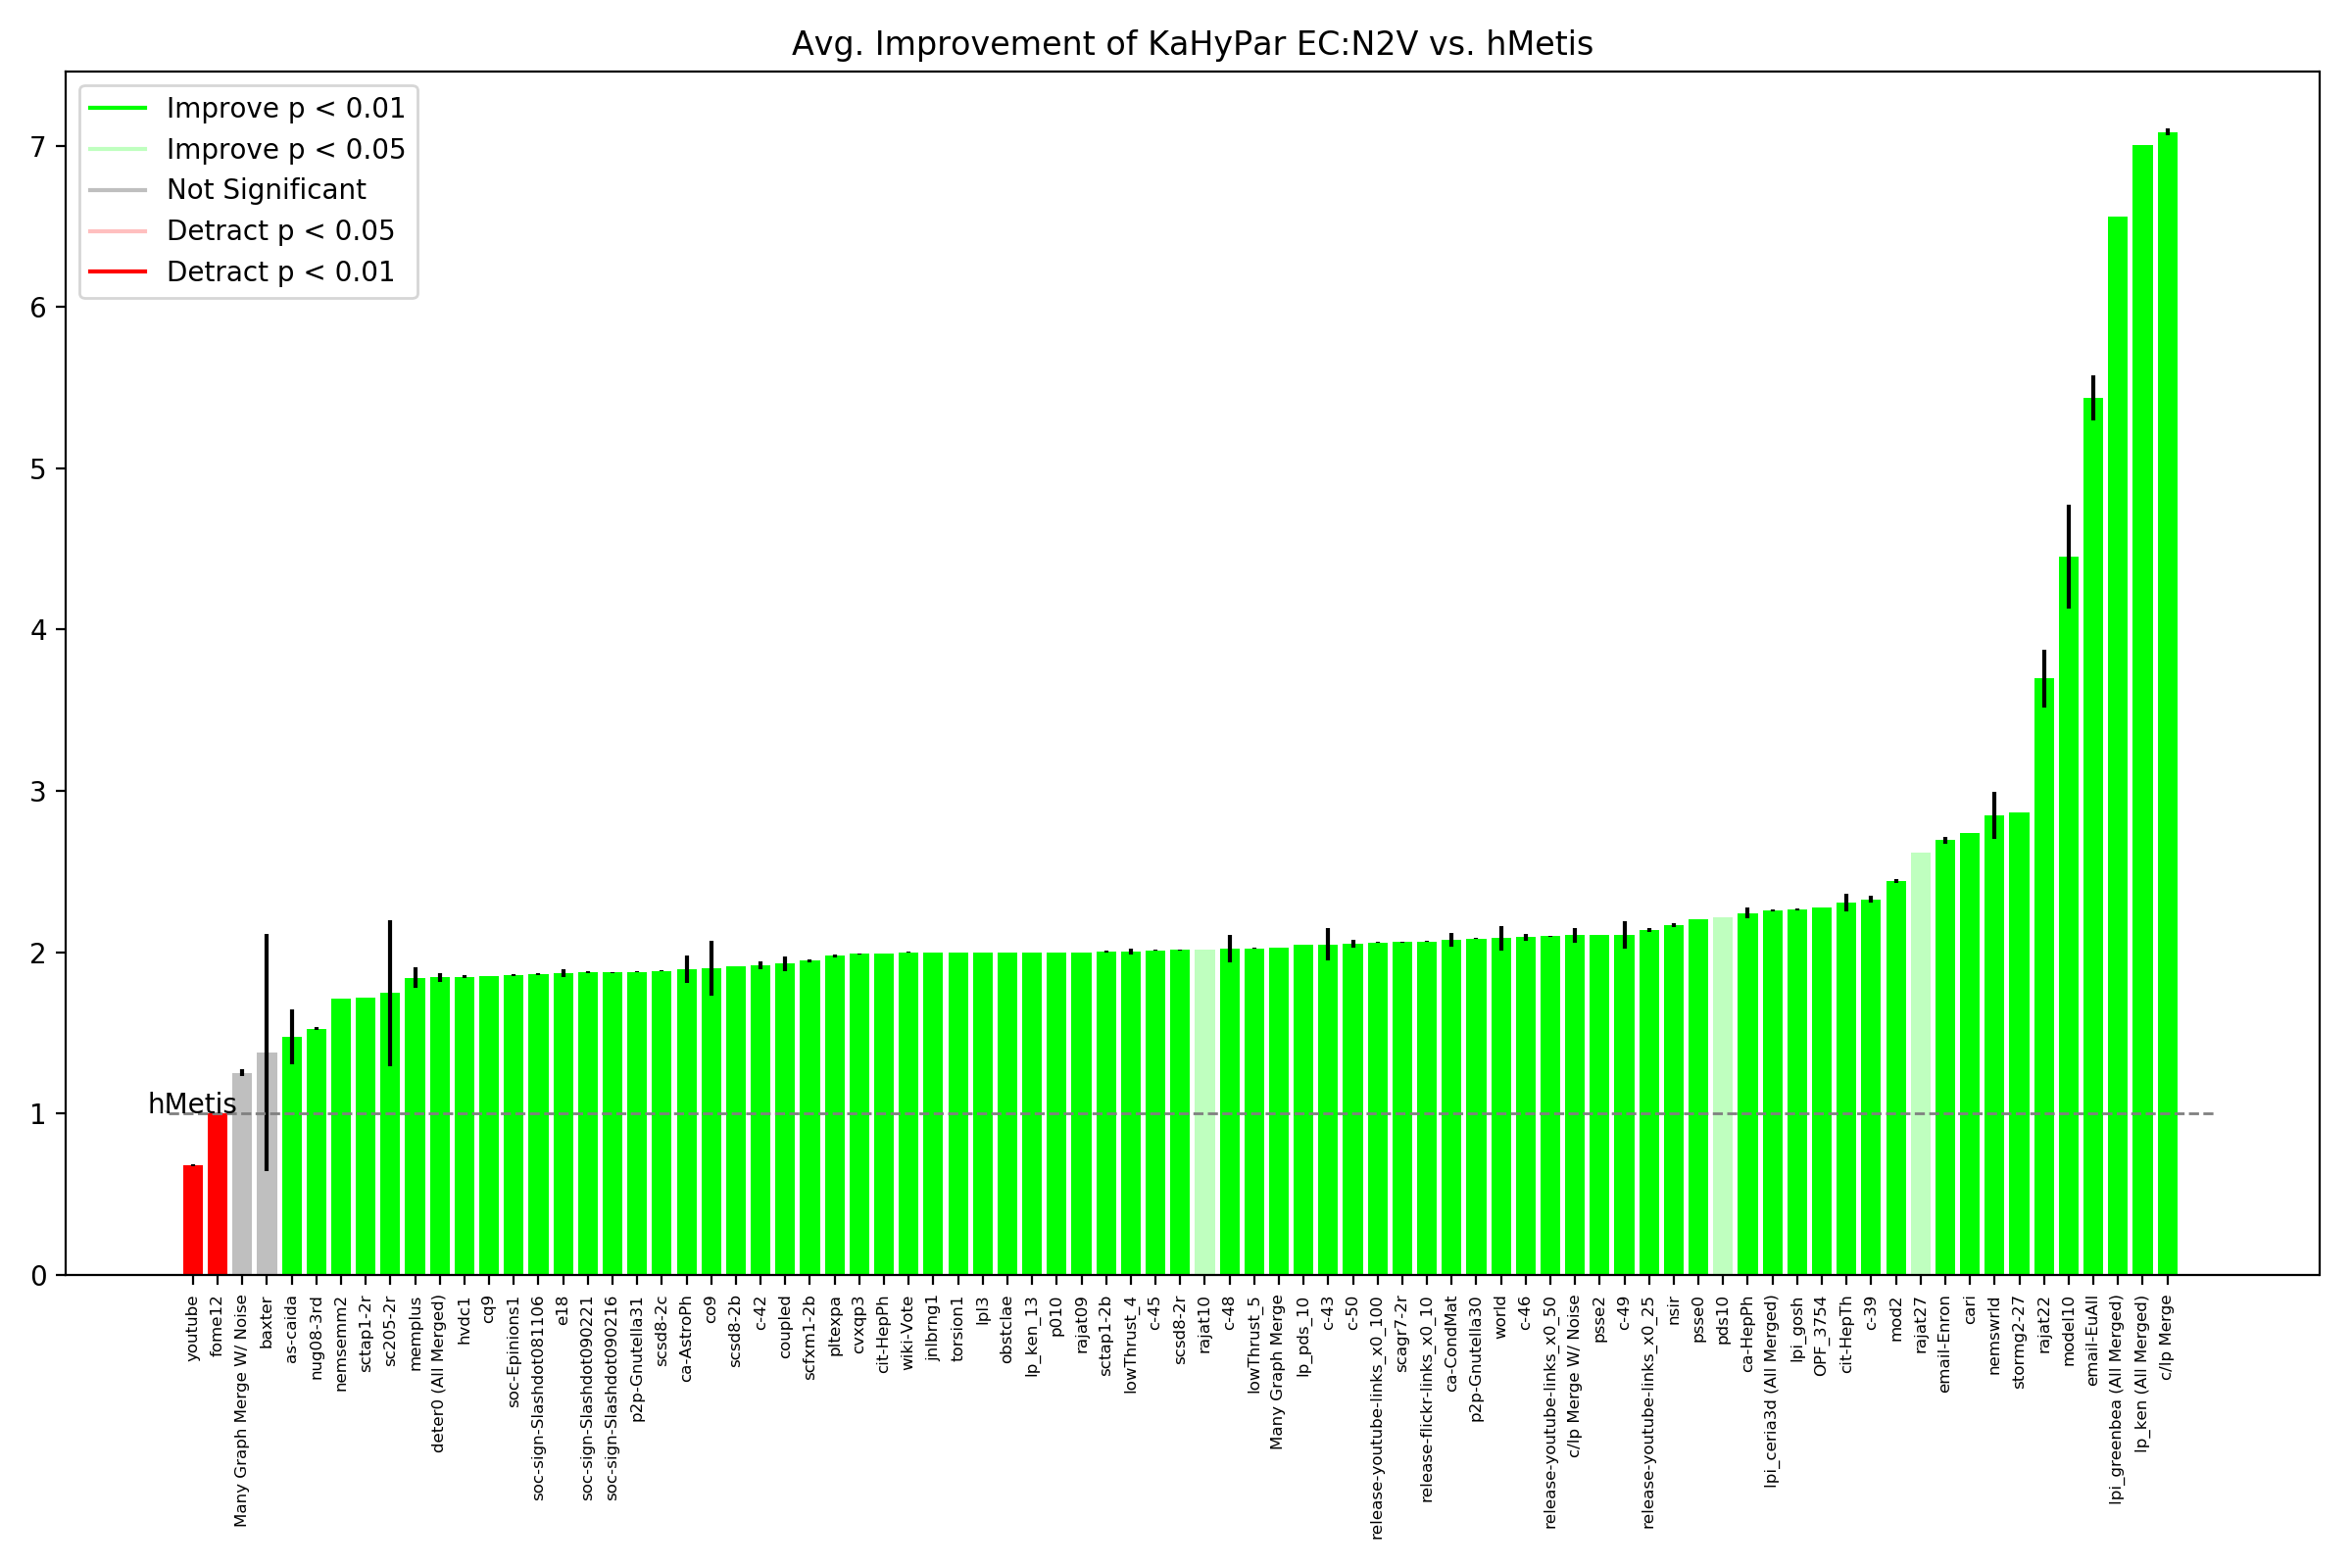 Avg. Improvement of KaHyPar EC:N2V vs. hMetis
Improve p < 0.01
Improve p < 0.05
Not Significant
Detract p < 0.05
Detract p < 0.01
7
6
5
4
3
2
1
0
hMetis
youtube
fome12
Many Graph Merge W/ Noise
baxter
as-caida
nug08-3rd
nemsemm2
sctap1-2r
sc205-2r
memplus
deter0 (All Merged)
hvdc1
cq9
soc-Epinions1
soc-sign-Slashdot081106
e18
soc-sign-Slashdot090221
soc-sign-Slashdot090216
p2p-Gnutella31
scsd8-2c
ca-AstroPh
co9
scsd8-2b
c-42
coupled
scfxm1-2b
pltexpa
cvxqp3
cit-HepPh
wiki-Vote
jnlbrng1
torsion1
lpl3
obstclae
lp_ken_13
p010
rajat09
sctap1-2b
lowThrust_4
c-45
scsd8-2r
rajat10
c-48
lowThrust_5
Many Graph Merge
lp_pds_10
c-43
c-50
release-youtube-links_x0_100
scagr7-2r
release-flickr-links_x0_10
ca-CondMat
p2p-Gnutella30
world
c-46
release-youtube-links_x0_50
c/lp Merge W/ Noise
psse2
c-49
release-youtube-links_x0_25
nsir
psse0
pds10
ca-HepPh
lpi_ceria3d (All Merged)
lpi_gosh
OPF_3754
cit-HepTh
c-39
mod2
rajat27
email-Enron
cari
nemswrld
stormg2-27
rajat22
model10
email-EuAll
lpi_greenbea (All Merged)
lp_ken (All Merged)
c/lp Merge